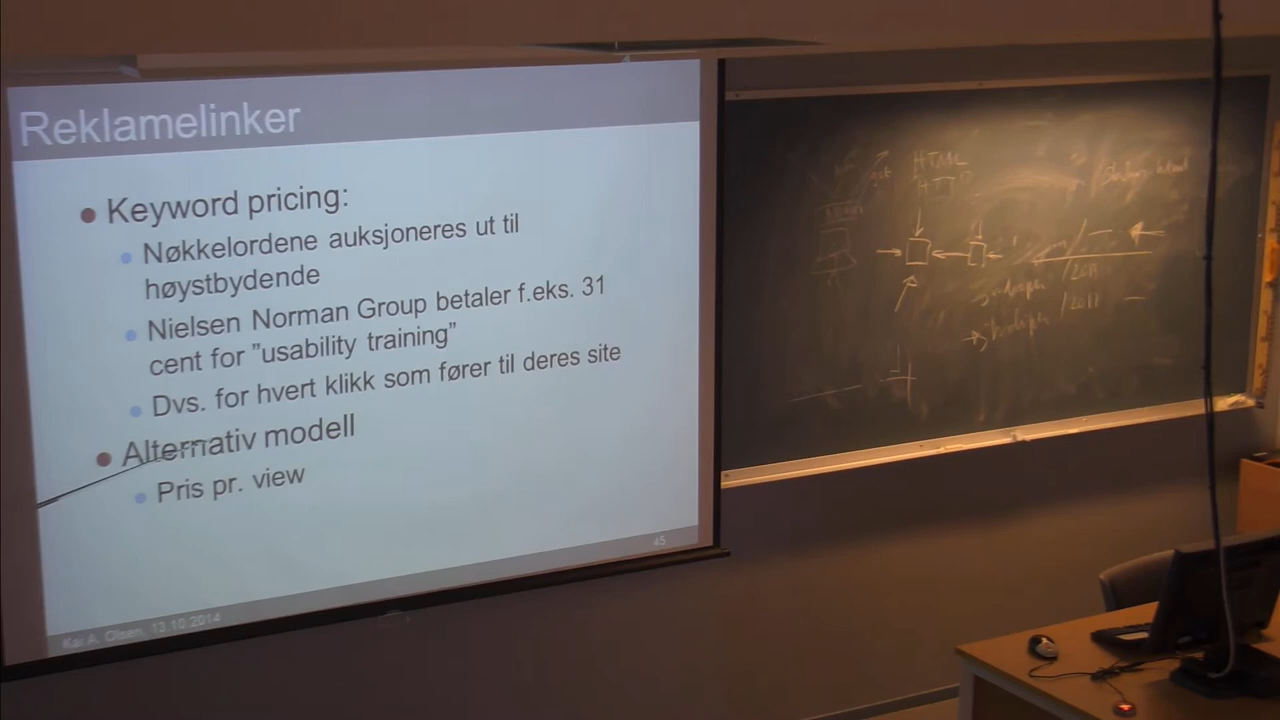 Reklamelinker
Keyword pricing:
Nøkkelordene auksjoneres ut til
høystbydende
Nielsen Norman Group betaler f.eks. 31
cent for ”usability training”
Dvs. for hvert klikk som fører til deres site
Alternativ modell
Pris pr. view
45
Kai A. Olsen, 13.10.2014
HTML
/2011